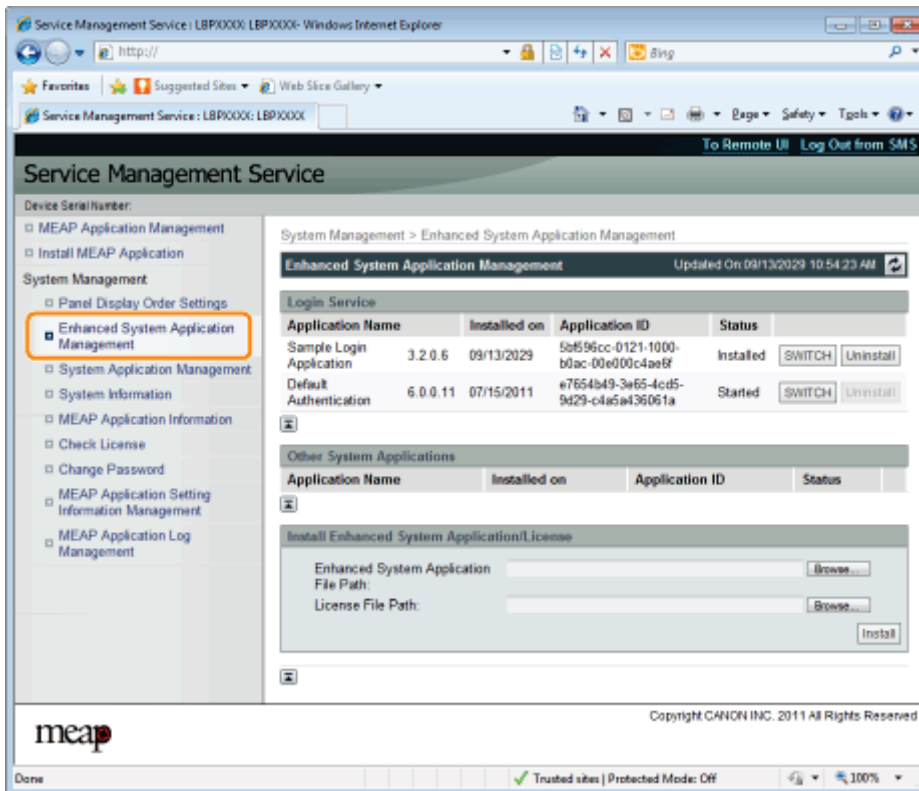 Service Management Service : LBPXXXX: LBPXXXX- Windows Internet Explorer
http://
Bing
Favorites
Suggested Sites
Web Slice Gallery
Service Management Service : LBPXXXX: LBPXXXX
Page
Safety
Tools
To Remote UI
Log Out from SMS
Service Management Service
Device Serial Number:
MEAP Application Management
Install MEAP Application
System Management
Panel Display Order Settings
Enhanced System Application
Management
System Application Management
System Information
MEAP Application Information
Check License
Change Password
MEAP Application Setting
Information Management
MEAP Application Log
Management
System Management > Enhanced System Application Management
Enhanced System Application Management
Updated On:09/13/2029 10:54:23 AM
Login Service
Application Name Installed on Application ID Status
Sample Login
Application
3.2.0.6 09/13/2029
5bf596cc-0121-1000-
b0ac-00e000c4ae6f
Installed SWITCH Uninstall
Default
Authentication
6.0.0.11 07/15/2011
e7654b49-3e65-4cd5-
9d29-c4a5a436061a
Started SWITCH Uninstall
Other System Applications
Application Name Installed on Application ID Status
Install Enhanced System Application/License
Enhanced System Application
File Path:
Browse...
License File Path:
Browse...
Install
Copyright CANON INC. 2011 All Rights Reserved
meap
Done
Trusted sites | Protected Mode: Off
100%